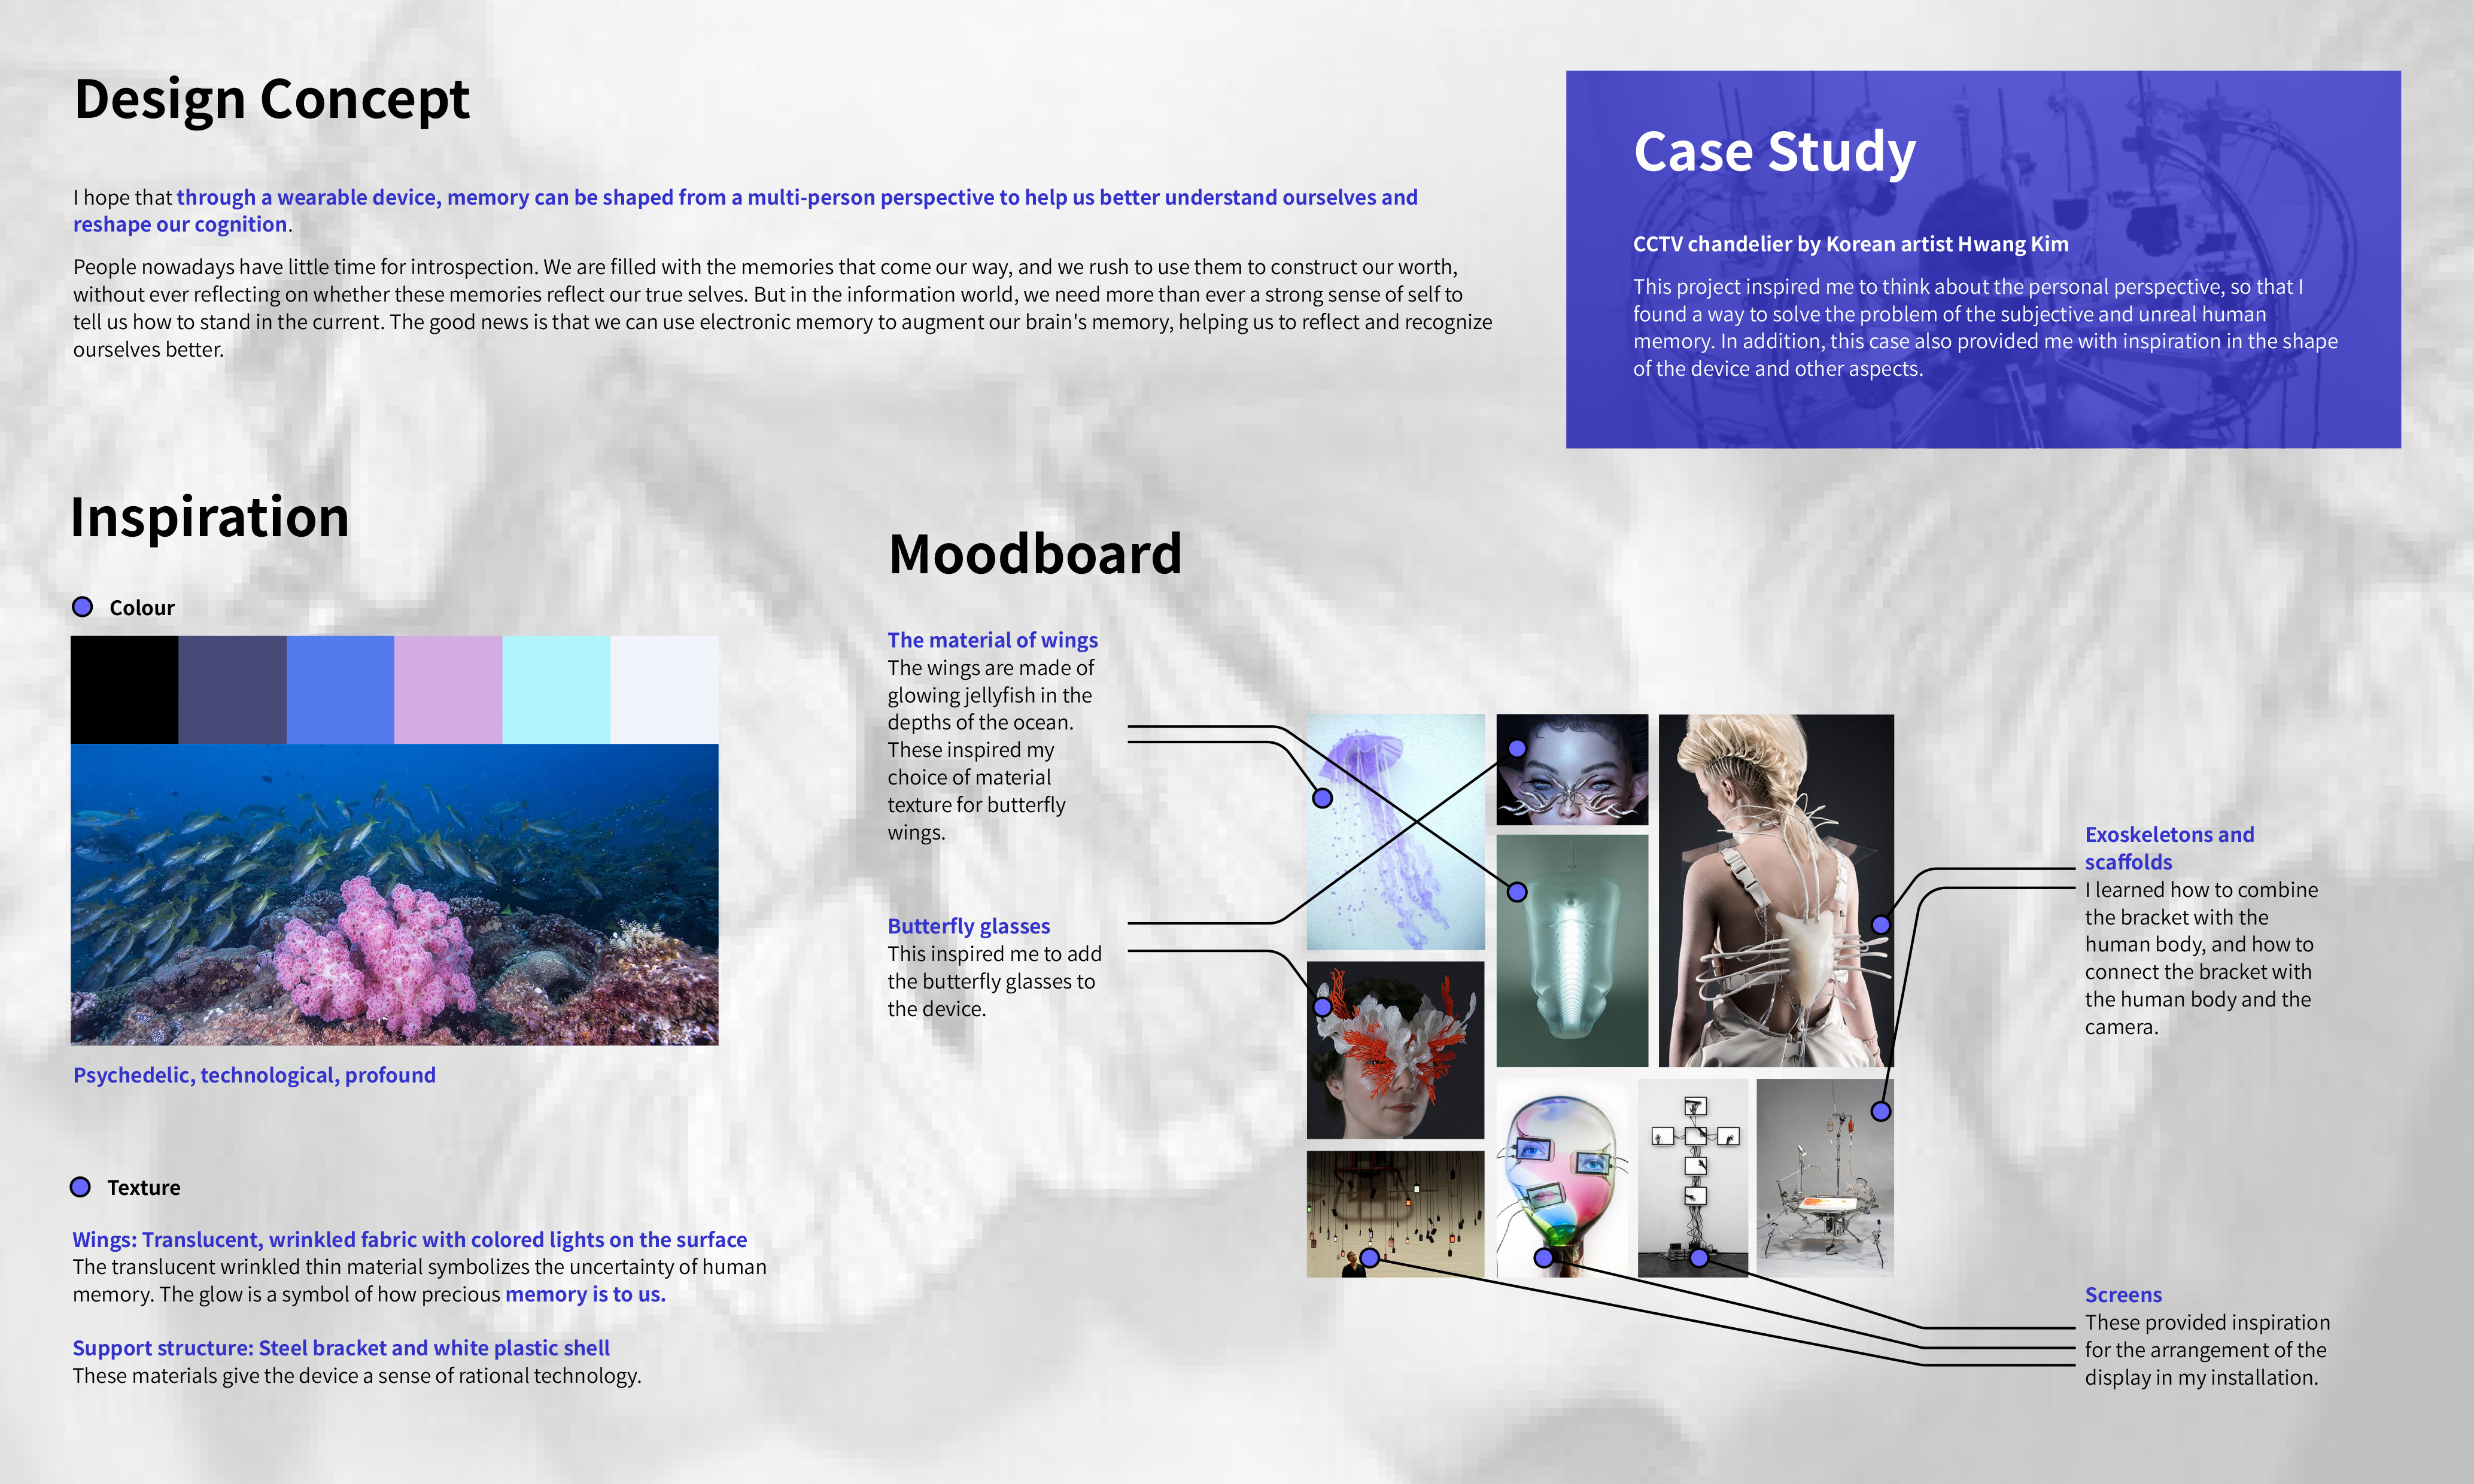 Design Concept
I hope that through a wearable device, memory can be shaped from a multi-person perspective to help us better understand ourselves and
reshape our cognition.
People nowadays have little time for introspection. We are filled with the memories that come our way, and we rush to use them to construct our worth,
without ever reflecting on whether these memories reflect our true selves. But in the information world, we need more than ever a strong sense of self to
tell us how to stand in the current. The good news is that we can use electronic memory to augment our brain's memory, helping us to reflect and recognize
ourselves better.
Case Study
CCTV chandelier by Korean artist Hwang Kim
This project inspired me to think about the personal perspective, so that I
found a way to solve the problem of the subjective and unreal human
memory. In addition, this case also provided me with inspiration in the shape
of the device and other aspects.
Inspiration
Colour
Psychedelic, technological, profound
Texture
Wings: Translucent, wrinkled fabric with colored lights on the surface
The translucent wrinkled thin material symbolizes the uncertainty of human
memory. The glow is a symbol of how precious memory is to us.
Support structure: Steel bracket and white plastic shell
These materials give the device a sense of rational technology.
Moodboard
The material of wings
The wings are made of
glowing jellyfish in the
depths of the ocean.
These inspired my
choice of material
texture for butterfly
wings.
Butterfly glasses
This inspired me to add
the butterfly glasses to
the device.
Exoskeletons and
scaffolds
I learned how to combine
the bracket with the
human body, and how to
connect the bracket with
the human body and the
camera.
Screens
These provided inspiration
for the arrangement of the
display in my installation.